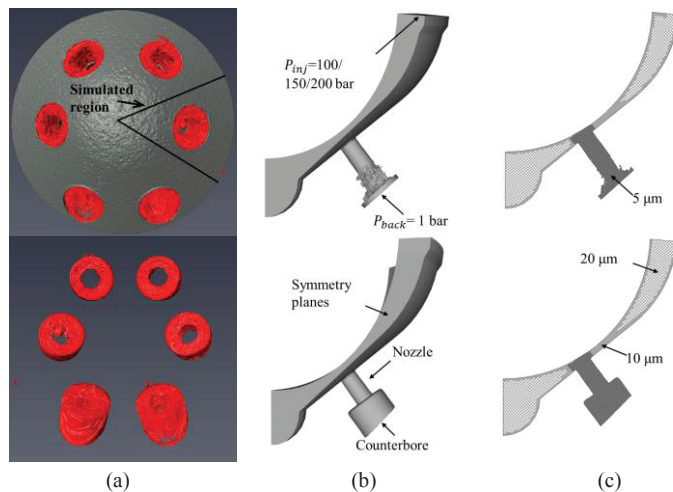 Simulated
region
P_inj=100/
150/200 bar
P_back= 1 bar
5 μm
Symmetry
planes
Nozzle
Counterbore
20 μm
10 μm
(a)
(b)
(c)